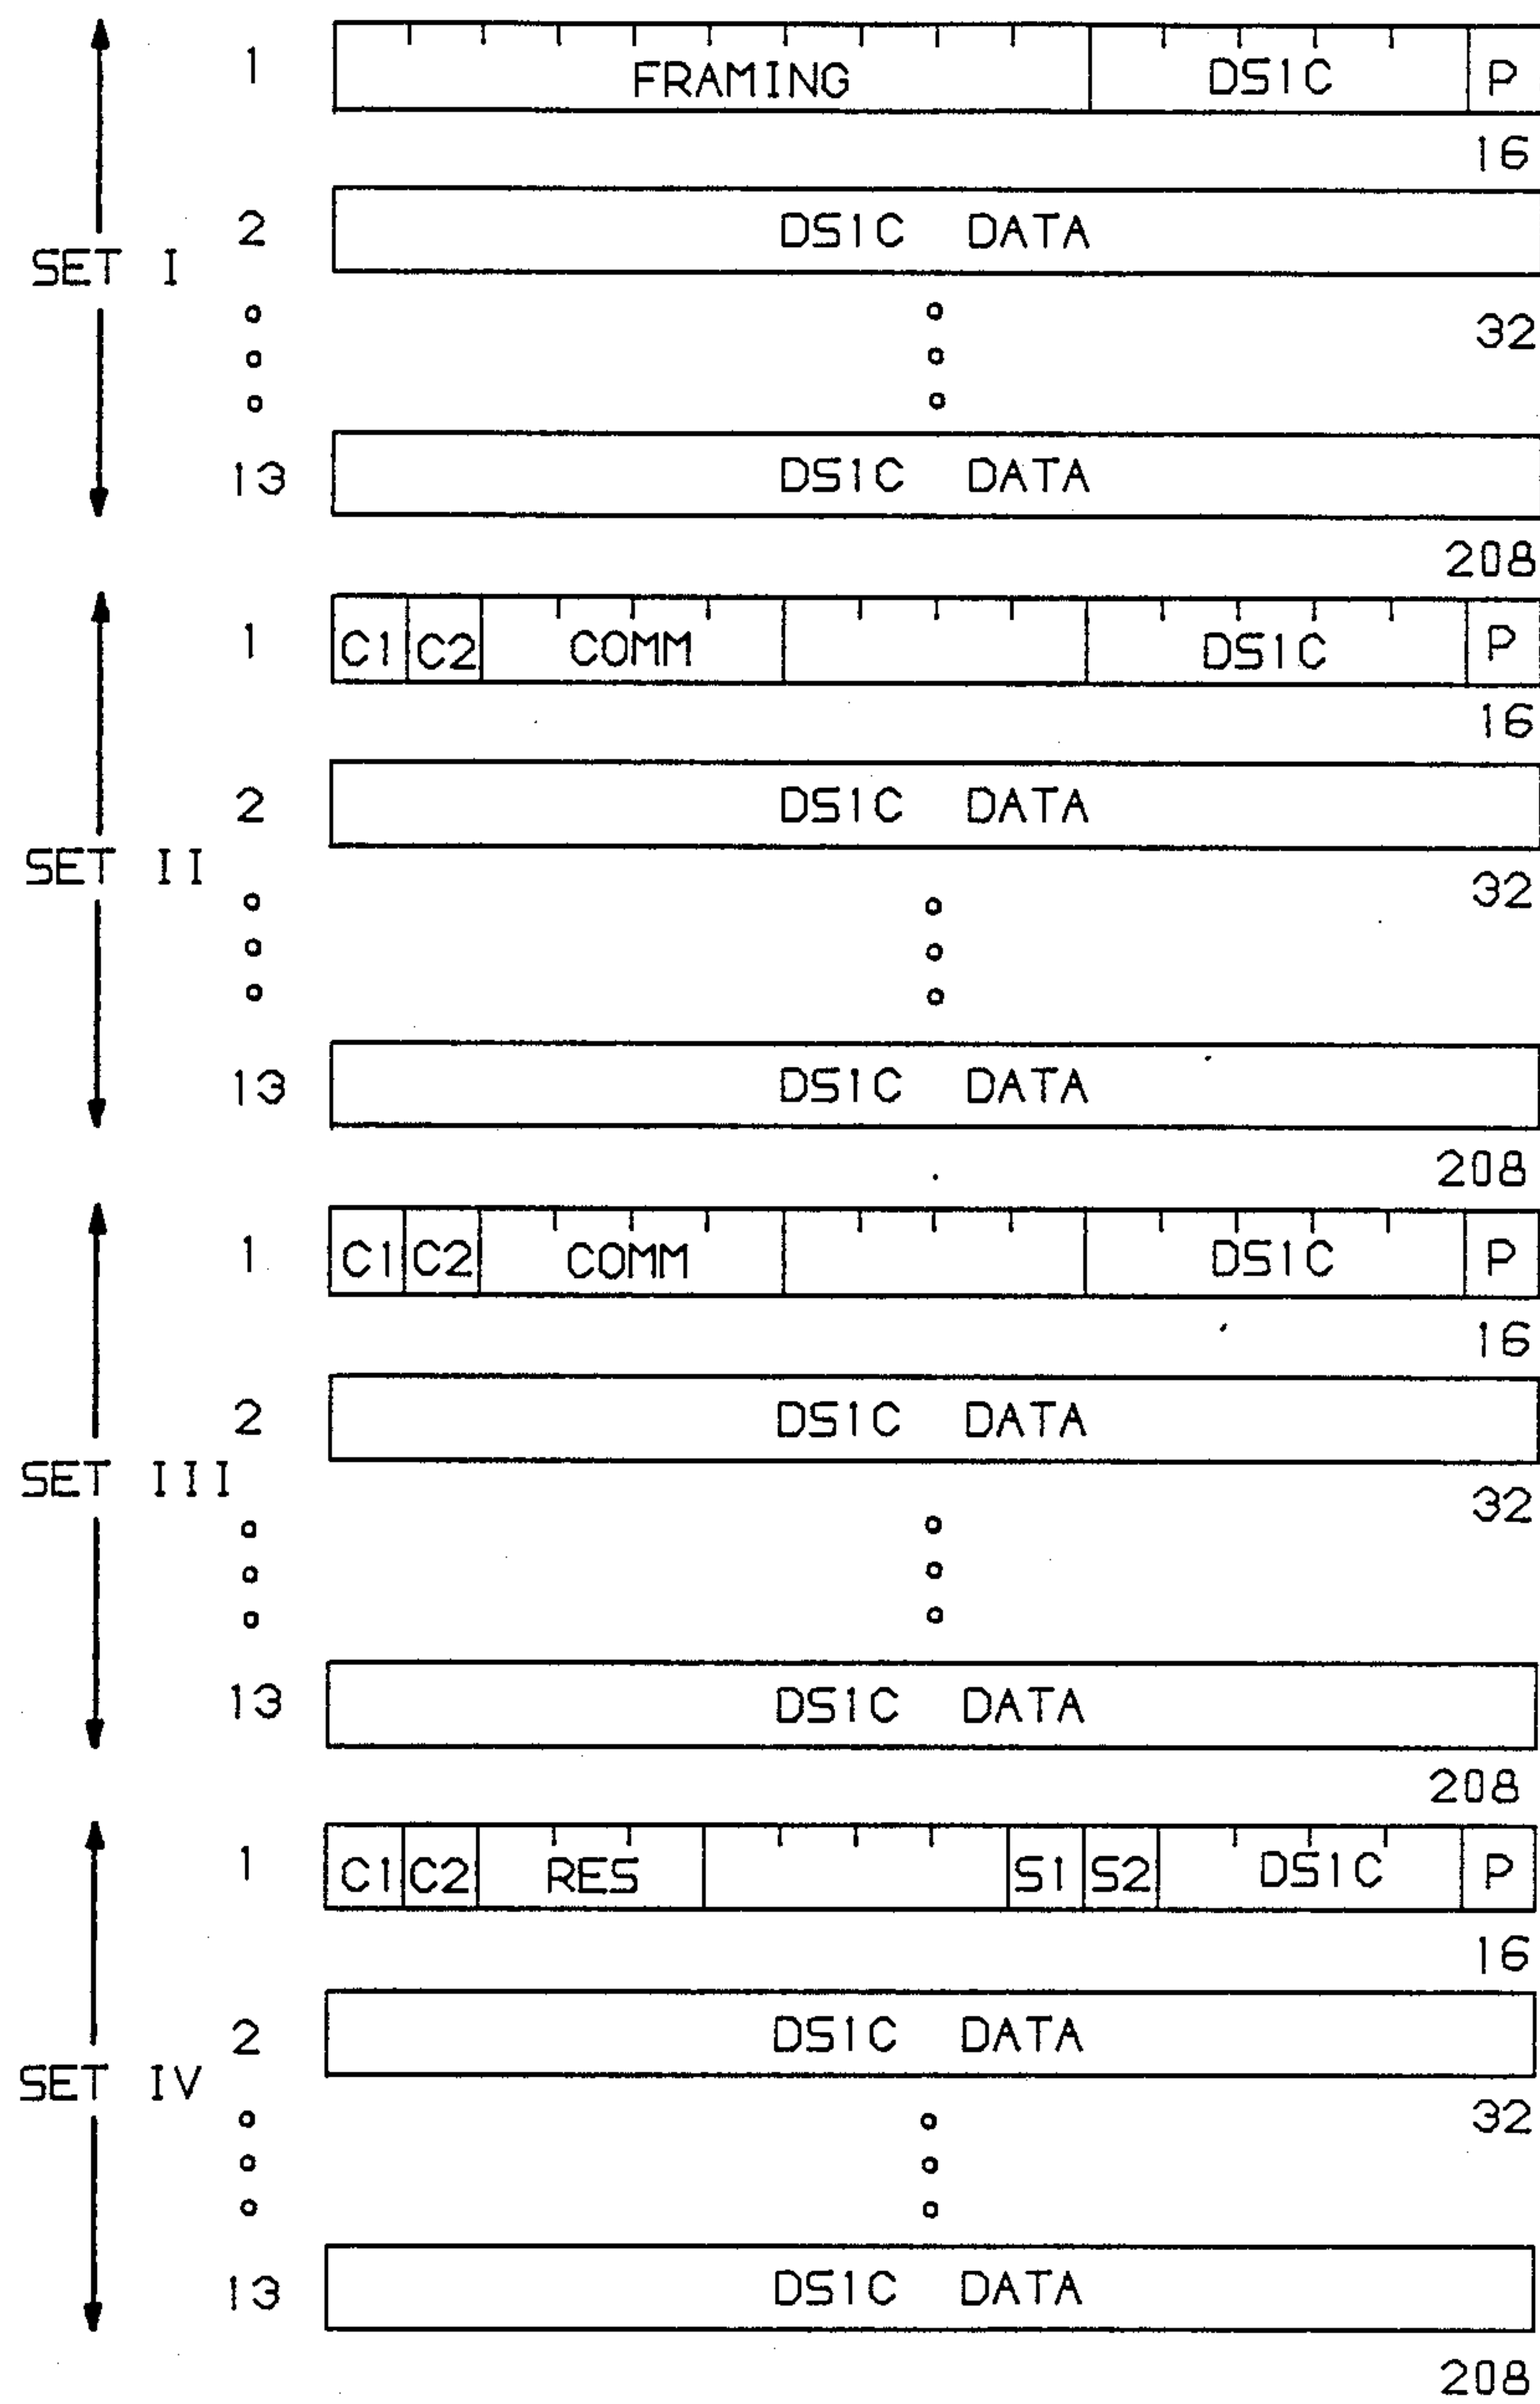 1 FRAMING DS1C P
16
2 DS1C DATA
SET I
32
13 DS1C DATA
208
1 C1 C2 COMM DS1C P
16
2 DS1C DATA
SET II
32
13 DS1C DATA
208
1 C1 C2 COMM DS1C P
16
2 DS1C DATA
SET III
32
13 DS1C DATA
208
1 C1 C2 RES S1 S2 DS1C P
16
2 DS1C DATA
SET IV
32
13 DS1C DATA
208